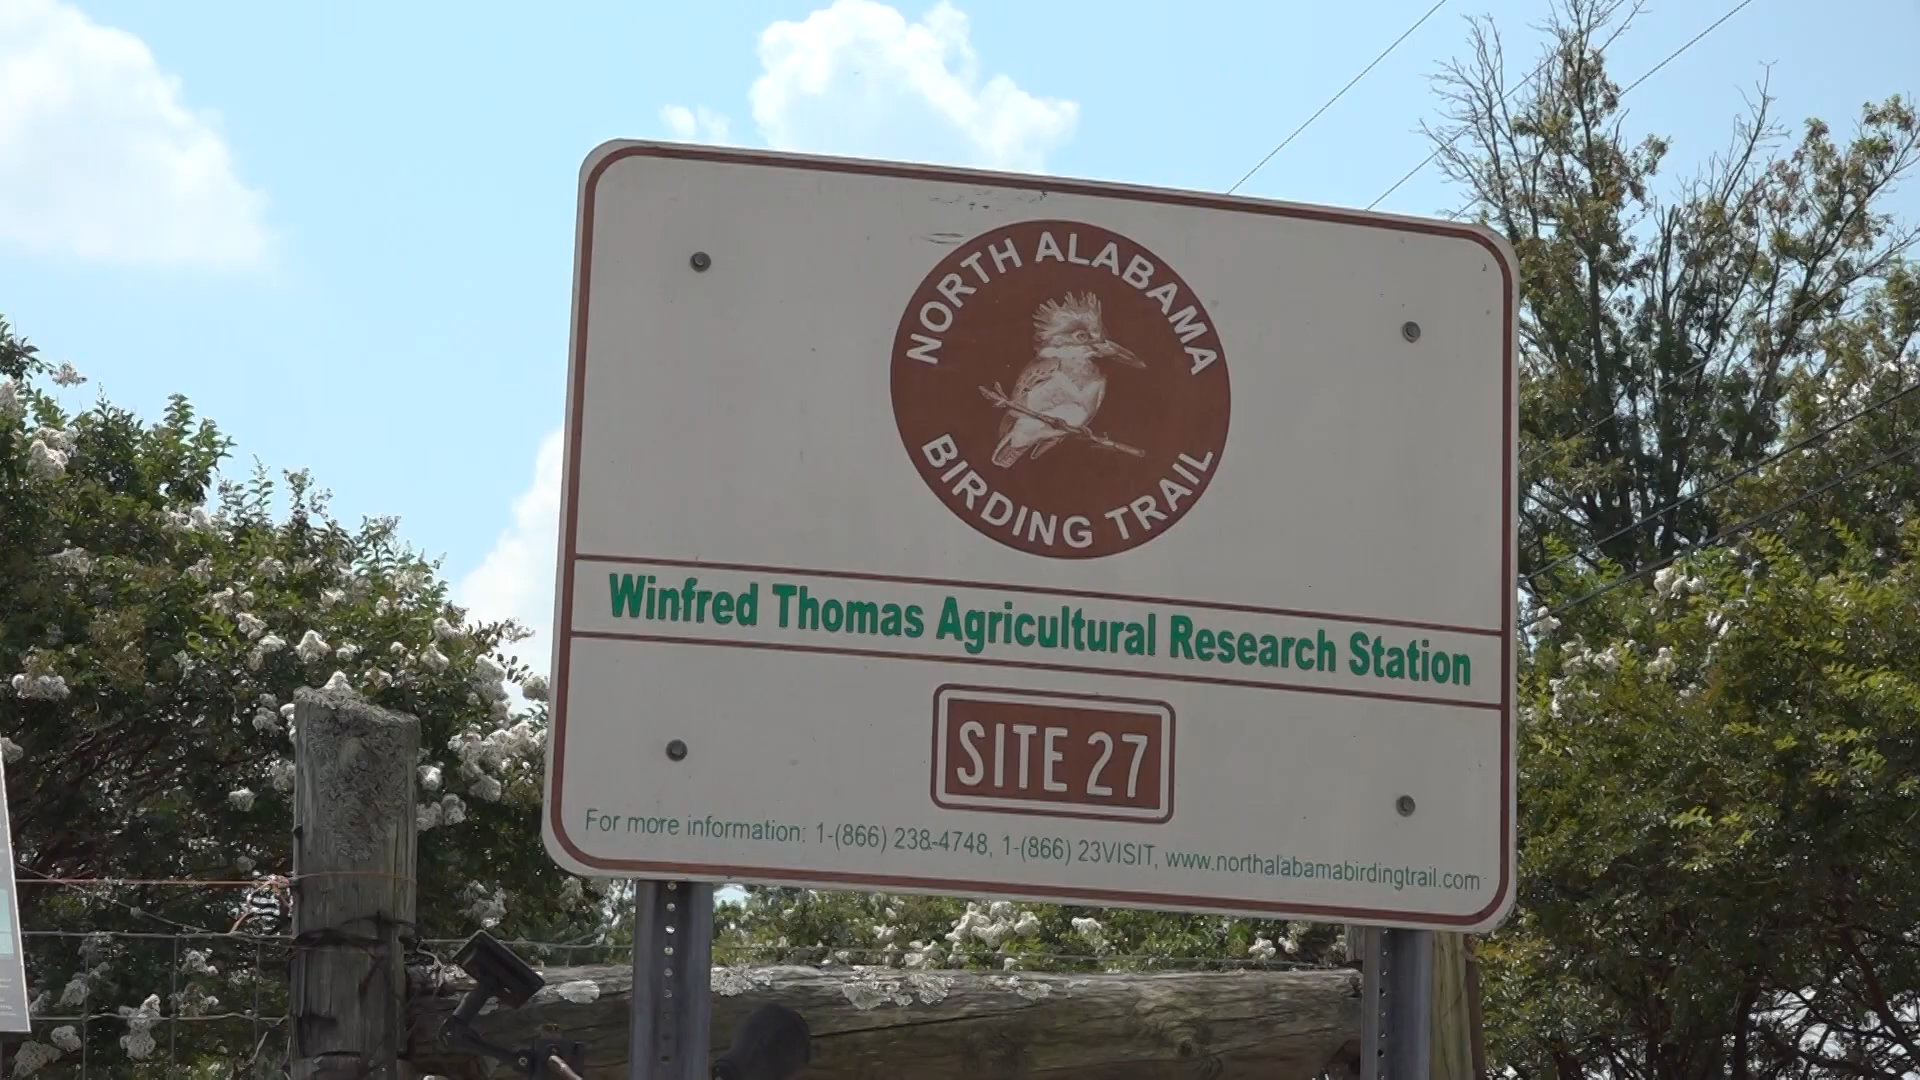 NORTH ALABAMA
BIRDING TRAIL
Winfred Thomas Agricultural Research Station
SITE 27
For more information: 1-(866) 238-4748, 1-(866) 23VISIT, www.northalabamabirdingtrail.com